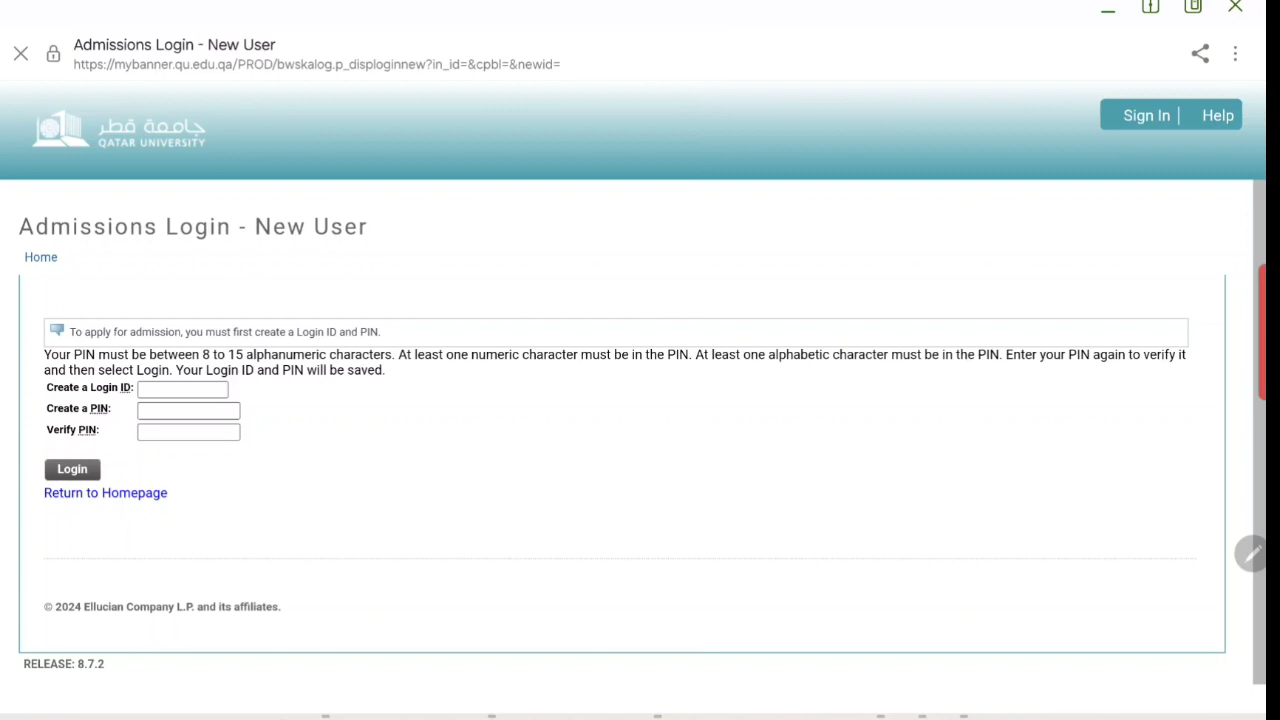 Admissions Login - New User
https://mybanner.qu.edu.qa/PROD/bwskalog.p_disploginnew?in_id=&cpbl=&newid=
جامعة قطر
QATAR UNIVERSITY
Sign In | Help
Admissions Login - New User
Home
To apply for admission, you must first create a Login ID and PIN.
Your PIN must be between 8 to 15 alphanumeric characters. At least one numeric character must be in the PIN. At least one alphabetic character must be in the PIN. Enter your PIN again to verify it
and then select Login. Your Login ID and PIN will be saved.
Create a Login ID:
Create a PIN:
Verify PIN:
Login
Return to Homepage
© 2024 Ellucian Company L.P. and its affiliates.
RELEASE: 8.7.2